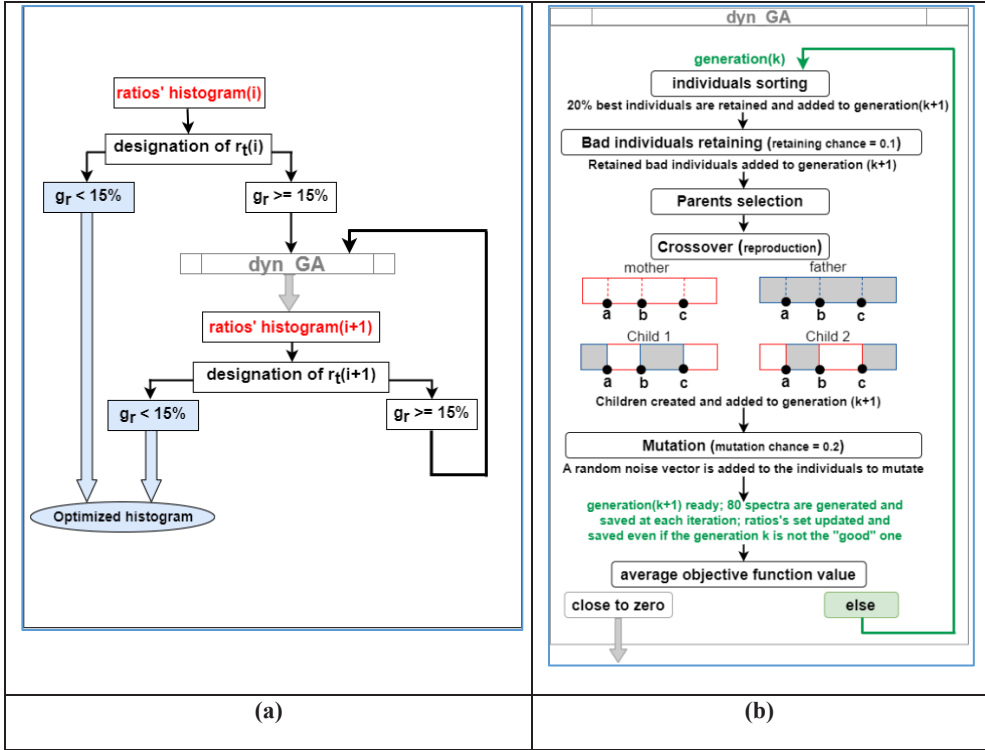 ratios' histogram(i)
designation of rt(i)
gr < 15%
gr >= 15%
dyn_GA
ratios' histogram(i+1)
designation of rt(i+1)
gr < 15%
gr >= 15%
Optimized histogram
(a)
dyn_GA
generation(k)
individuals sorting
20% best individuals are retained and added to generation(k+1)
Bad individuals retaining (retaining chance = 0.1)
Retained bad individuals added to generation (k+1)
Parents selection
Crossover (reproduction)
mother
father
a b c
a b c
Child 1
Child 2
a b c
a b c
Children created and added to generation (k+1)
Mutation (mutation chance = 0.2)
A random noise vector is added to the individuals to mutate
generation(k+1) ready; 80 spectra are generated and
saved at each iteration; ratios's set updated and
saved even if the generation k is not the "good" one
average objective function value
close to zero
else
(b)